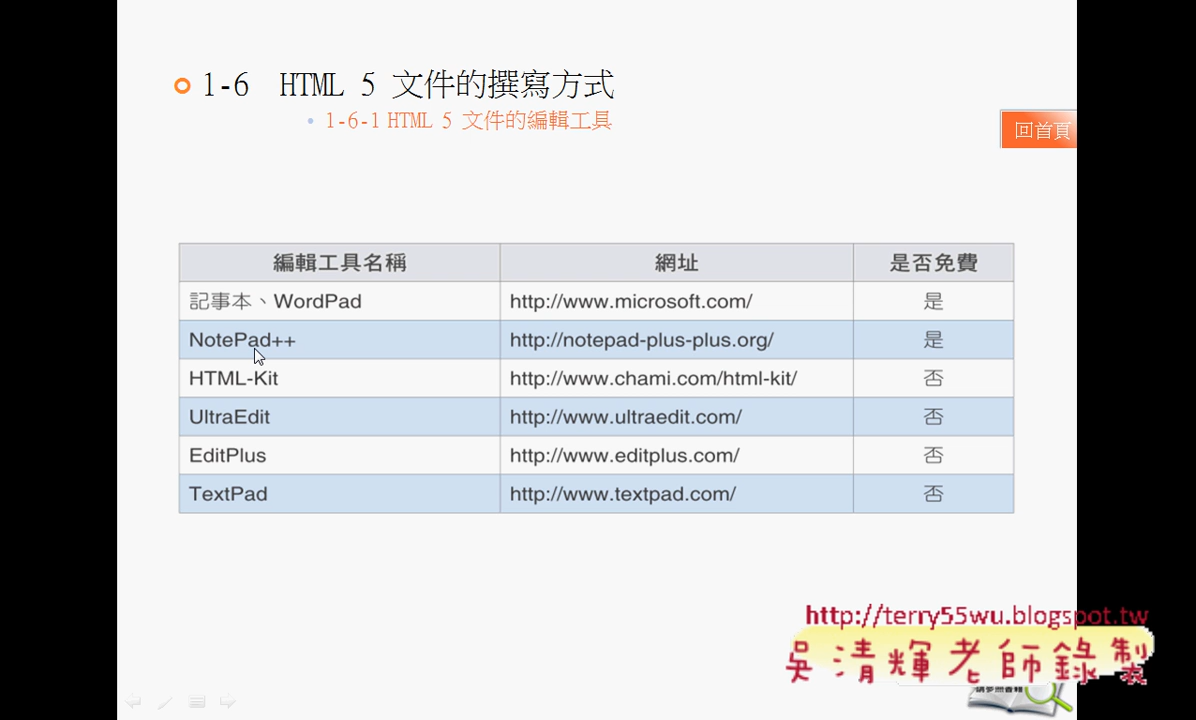 1-6 HTML 5 文件的撰寫方式
1-6-1 HTML 5 文件的編輯工具
回首頁
編輯工具名稱 網址 是否免費
記事本、WordPad http://www.microsoft.com/ 是
NotePad++ http://notepad-plus-plus.org/ 是
HTML-Kit http://www.chami.com/html-kit/ 否
UltraEdit http://www.ultraedit.com/ 否
EditPlus http://www.editplus.com/ 否
TextPad http://www.textpad.com/ 否
http://terry55wu.blogspot.tw
吳清輝老師錄製